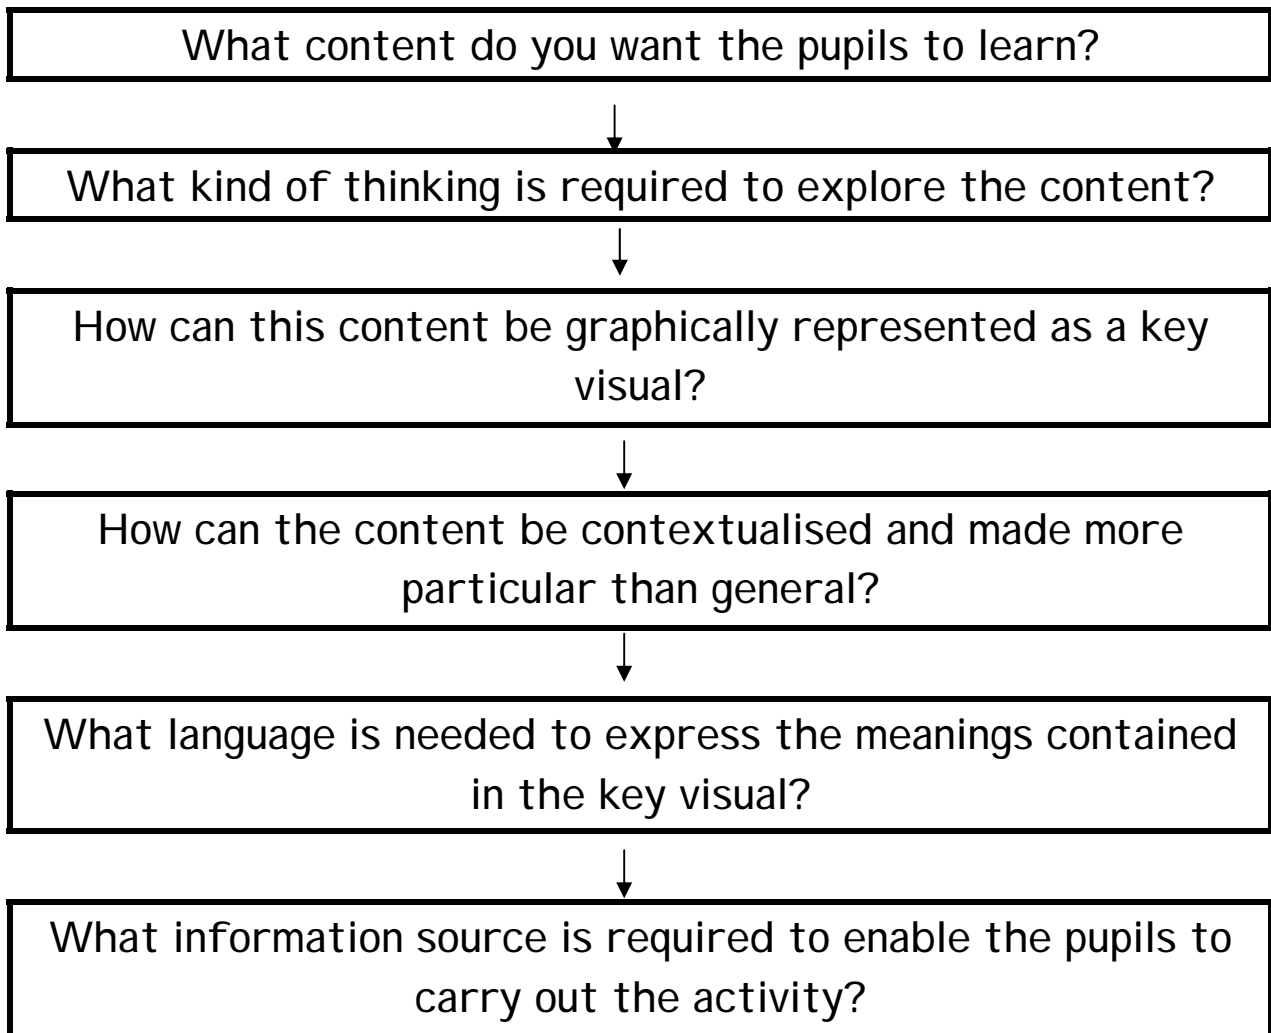 What content do you want the pupils to learn?
What kind of thinking is required to explore the content?
How can this content be graphically represented as a key
visual?
How can the content be contextualised and made more
particular than general?
What language is needed to express the meanings contained
in the key visual?
What information source is required to enable the pupils to
carry out the activity?